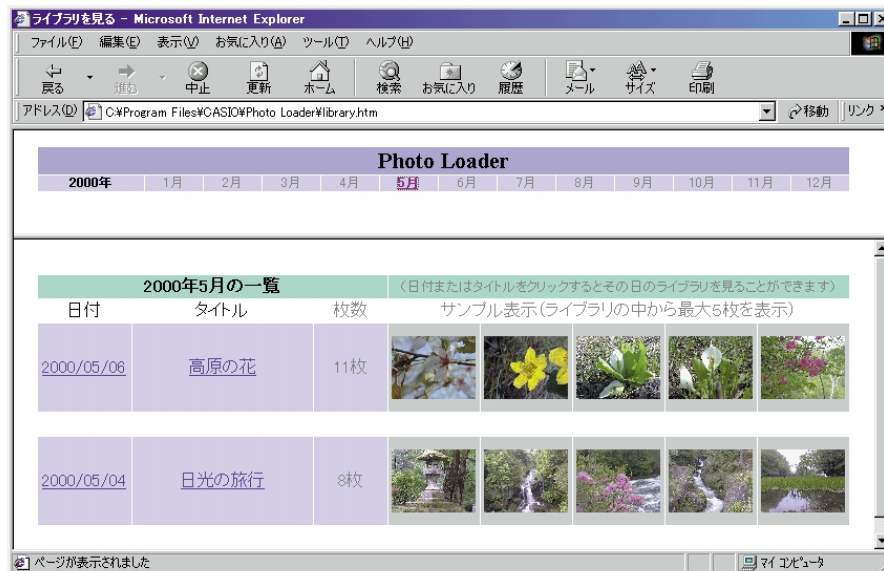 ライブラリを見る - Microsoft Internet Explorer
ファイル(F) 編集(E) 表示(V) お気に入り(A) ツール(T) ヘルプ(H)
戻る 進む 中止 更新 ホーム 検索 お気に入り 履歴 メール サイズ 印刷
アドレス(D) C:¥Program Files¥CASIO¥Photo Loader¥library.htm 移動 リンク »
Photo Loader
2000年 1月 2月 3月 4月 5月 6月 7月 8月 9月 10月 11月 12月
2000年5月の一覧 (日付またはタイトルをクリックするとその日のライブラリを見ることができます)
日付 タイトル 枚数 サンプル表示(ライブラリの中から最大5枚を表示)
2000/05/06 高原の花 11枚
2000/05/04 日光の旅行 8枚
ページが表示されました マイ コンピュータ